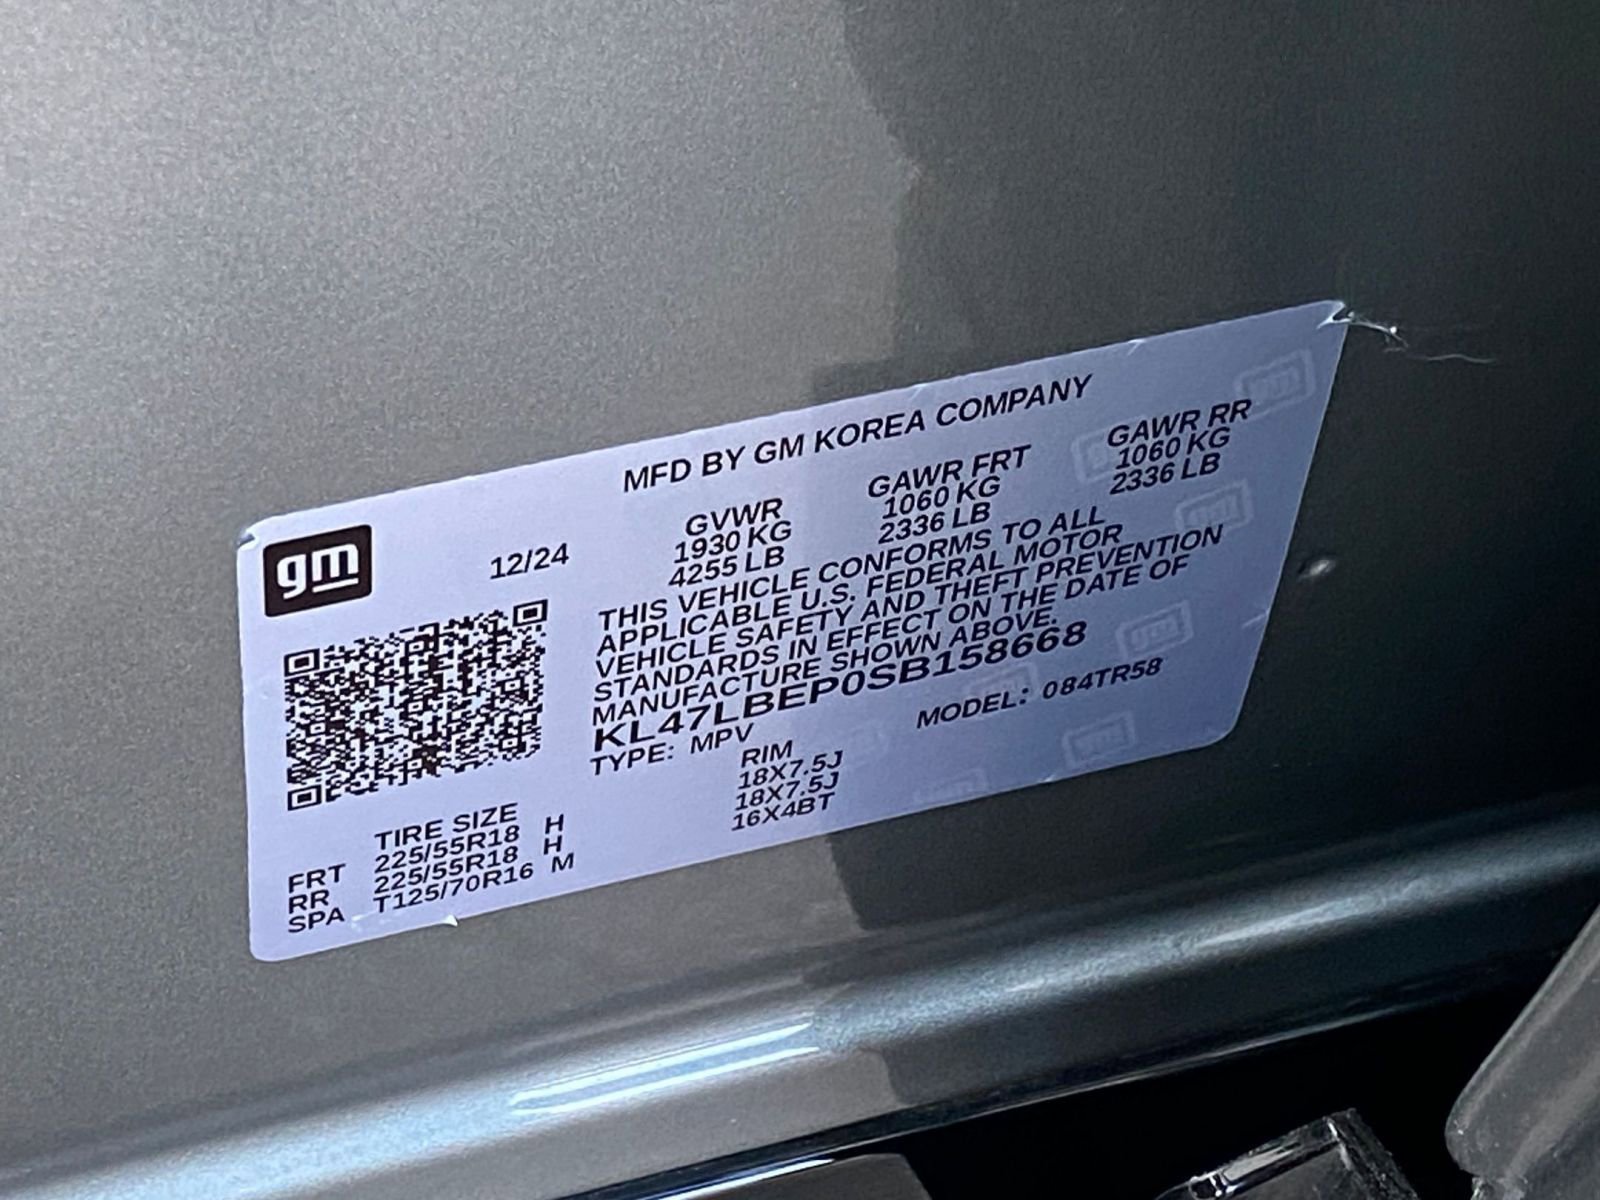 gm
12/24
MFD BY GM KOREA COMPANY
GVWR GAWR FRT GAWR RR
1930 KG 1060 KG 1060 KG
4255 LB 2336 LB 2336 LB
THIS VEHICLE CONFORMS TO ALL
APPLICABLE U.S. FEDERAL MOTOR
VEHICLE SAFETY AND THEFT PREVENTION
STANDARDS IN EFFECT ON THE DATE OF
MANUFACTURE SHOWN ABOVE.
KL47LBEP0SB158668
TYPE: MPV MODEL: 084TR58
TIRE SIZE RIM
FRT 225/55R18 H 18X7.5J
RR 225/55R18 H 18X7.5J
SPA T125/70R16 M 16X4BT